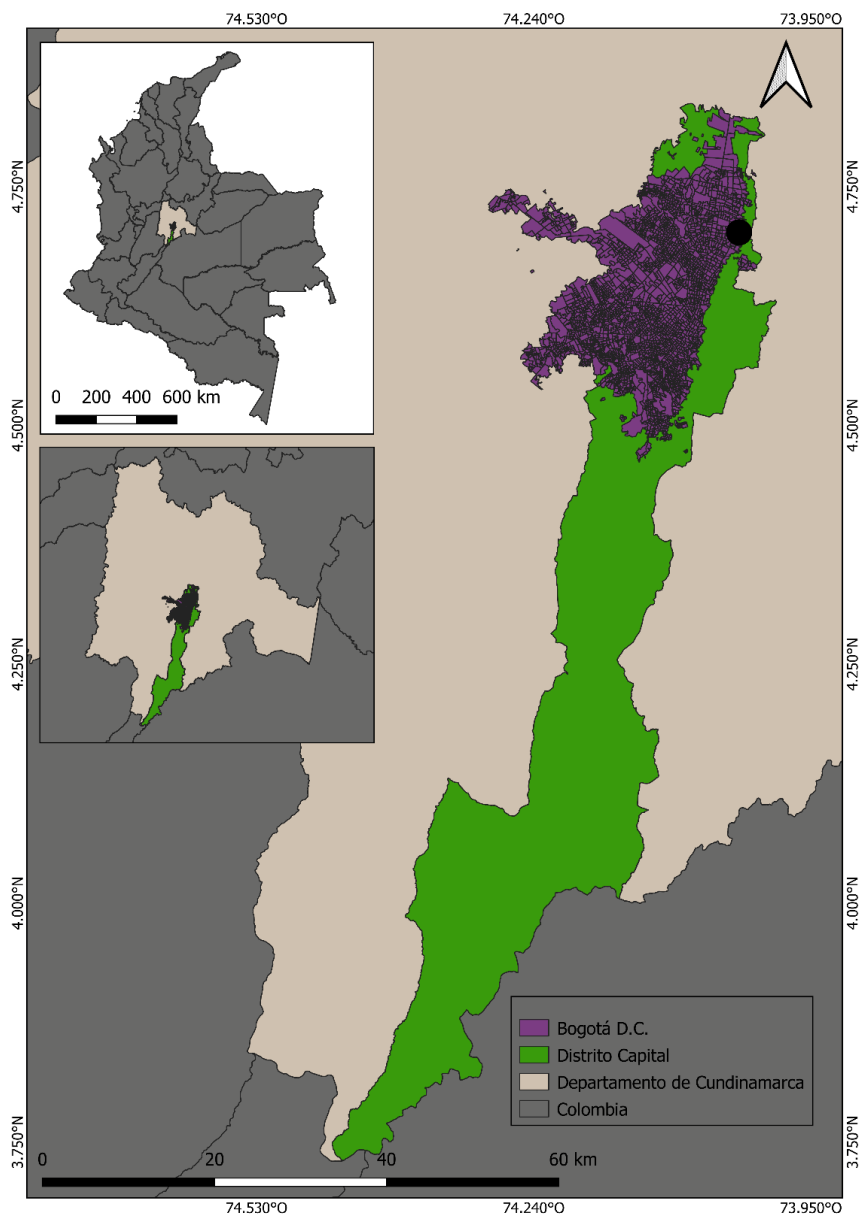 74.530°O 74.240°O 73.950°O
4.750°N 4.750°N
0 200 400 600 km
4.500°N 4.500°N
4.250°N 4.250°N
4.000°N 4.000°N
Bogotá D.C.
Distrito Capital
Departamento de Cundinamarca
Colombia
3.750°N 3.750°N
0 20 40 60 km
74.530°O 74.240°O 73.950°O